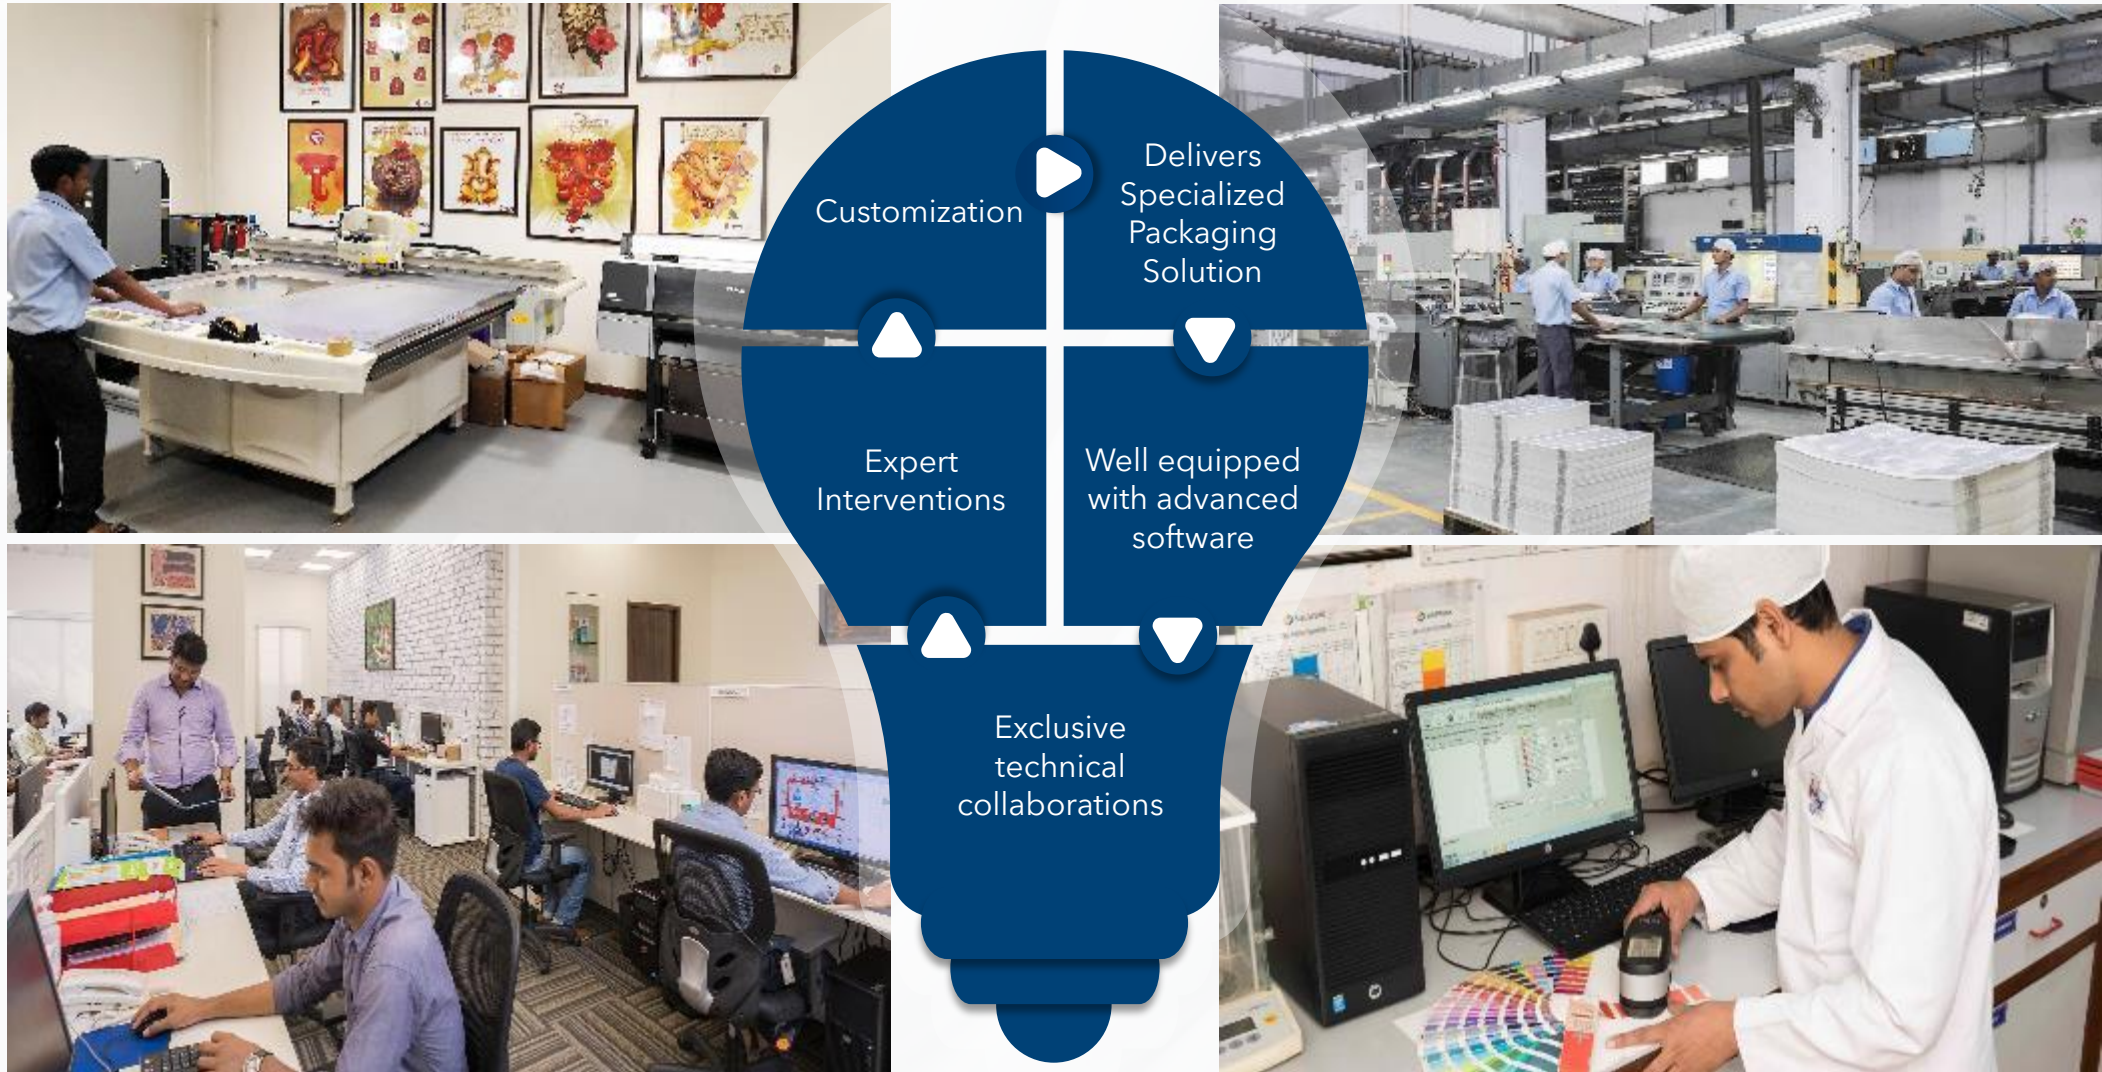 Customization
Delivers
Specialized
Packaging
Solution
Expert
Interventions
Well equipped
with advanced
software
Exclusive
technical
collaborations